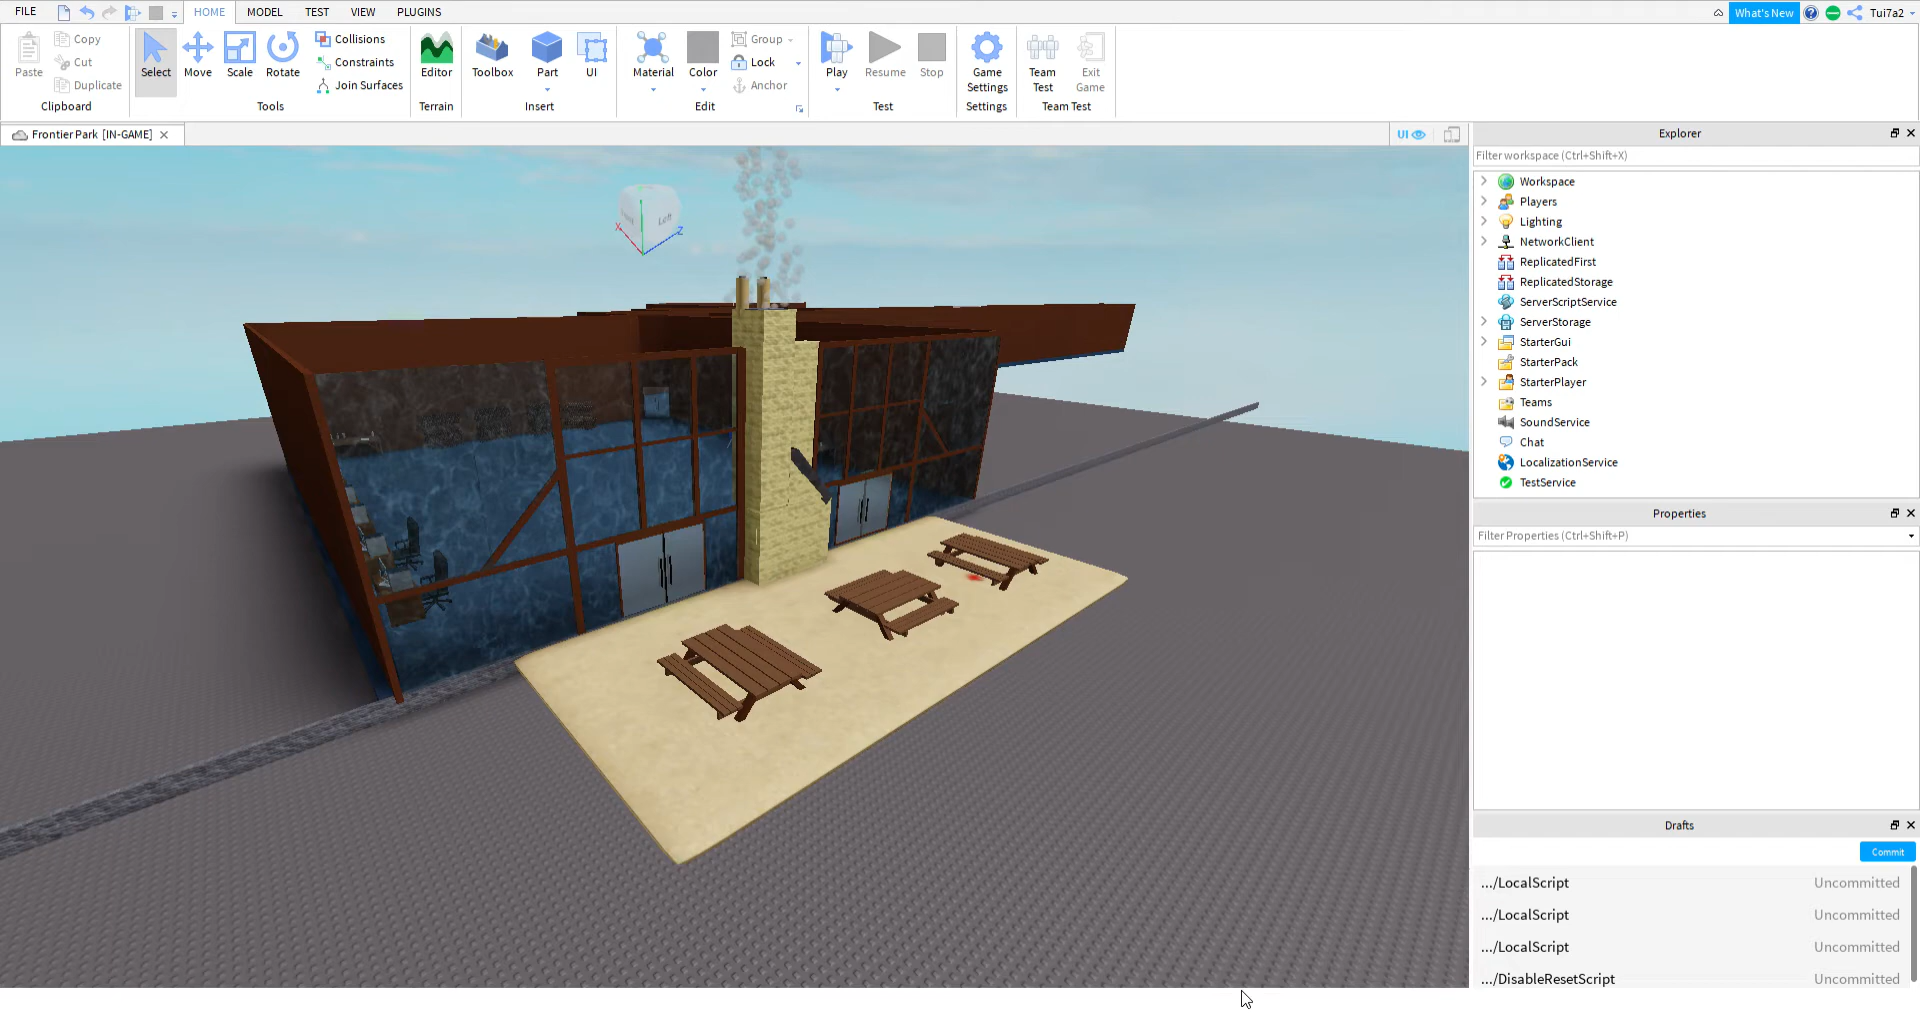 FILE HOME MODEL TEST VIEW PLUGINS What's New Tui7a2
Paste Copy Cut Duplicate
Clipboard
Select Move Scale Rotate
Collisions
Constraints
Join Surfaces
Tools
Editor
Terrain
Toolbox Part UI
Insert
Material Color
Group
Lock
Anchor
Edit
Play Resume Stop
Test
Game
Settings
Settings
Team
Test
Exit
Game
Team Test
Frontier Park [IN-GAME]
UI
Explorer
Filter workspace (Ctrl+Shift+X)
Workspace
Players
Lighting
NetworkClient
ReplicatedFirst
ReplicatedStorage
ServerScriptService
ServerStorage
StarterGui
StarterPack
StarterPlayer
Teams
SoundService
Chat
LocalizationService
TestService
Left
X
Z
Properties
Filter Properties (Ctrl+Shift+P)
Drafts
Commit
.../LocalScript Uncommitted
.../LocalScript Uncommitted
.../LocalScript Uncommitted
.../DisableResetScript Uncommitted